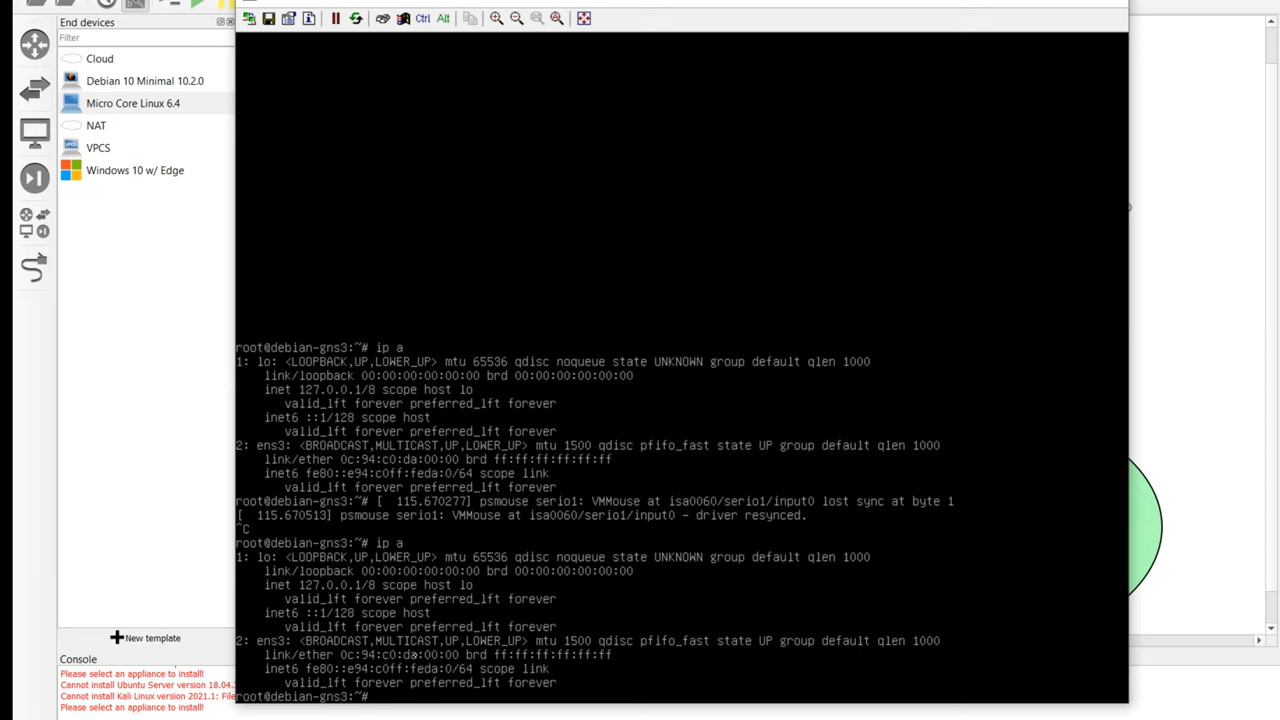 End devices
Filter
Cloud
Debian 10 Minimal 10.2.0
Micro Core Linux 6.4
NAT
VPCS
Windows 10 w/ Edge
New template
Console
Please select an appliance to install!
Cannot install Ubuntu Server version 18.04.
Cannot install Kali Linux version 2021.1: File
Please select an appliance to install!
Ctrl Alt
root@debian-gns3:~# ip a
1: lo: <LOOPBACK,UP,LOWER_UP> mtu 65536 qdisc noqueue state UNKNOWN group default qlen 1000
link/loopback 00:00:00:00:00:00 brd 00:00:00:00:00:00
inet 127.0.0.1/8 scope host lo
valid_lft forever preferred_lft forever
inet6 ::1/128 scope host
valid_lft forever preferred_lft forever
2: ens3: <BROADCAST,MULTICAST,UP,LOWER_UP> mtu 1500 qdisc pfifo_fast state UP group default qlen 1000
link/ether 0c:94:c0:da:00:00 brd ff:ff:ff:ff:ff:ff
inet6 fe80::e94:c0ff:feda:0/64 scope link
valid_lft forever preferred_lft forever
root@debian-gns3:~# [  115.670277] psmouse serio1: VMMouse at isa0060/serio1/input0 lost sync at byte 1
[  115.670513] psmouse serio1: VMMouse at isa0060/serio1/input0 - driver resynced.
^C
root@debian-gns3:~# ip a
1: lo: <LOOPBACK,UP,LOWER_UP> mtu 65536 qdisc noqueue state UNKNOWN group default qlen 1000
link/loopback 00:00:00:00:00:00 brd 00:00:00:00:00:00
inet 127.0.0.1/8 scope host lo
valid_lft forever preferred_lft forever
inet6 ::1/128 scope host
valid_lft forever preferred_lft forever
2: ens3: <BROADCAST,MULTICAST,UP,LOWER_UP> mtu 1500 qdisc pfifo_fast state UP group default qlen 1000
link/ether 0c:94:c0:da:00:00 brd ff:ff:ff:ff:ff:ff
inet6 fe80::e94:c0ff:feda:0/64 scope link
valid_lft forever preferred_lft forever
root@debian-gns3:~#